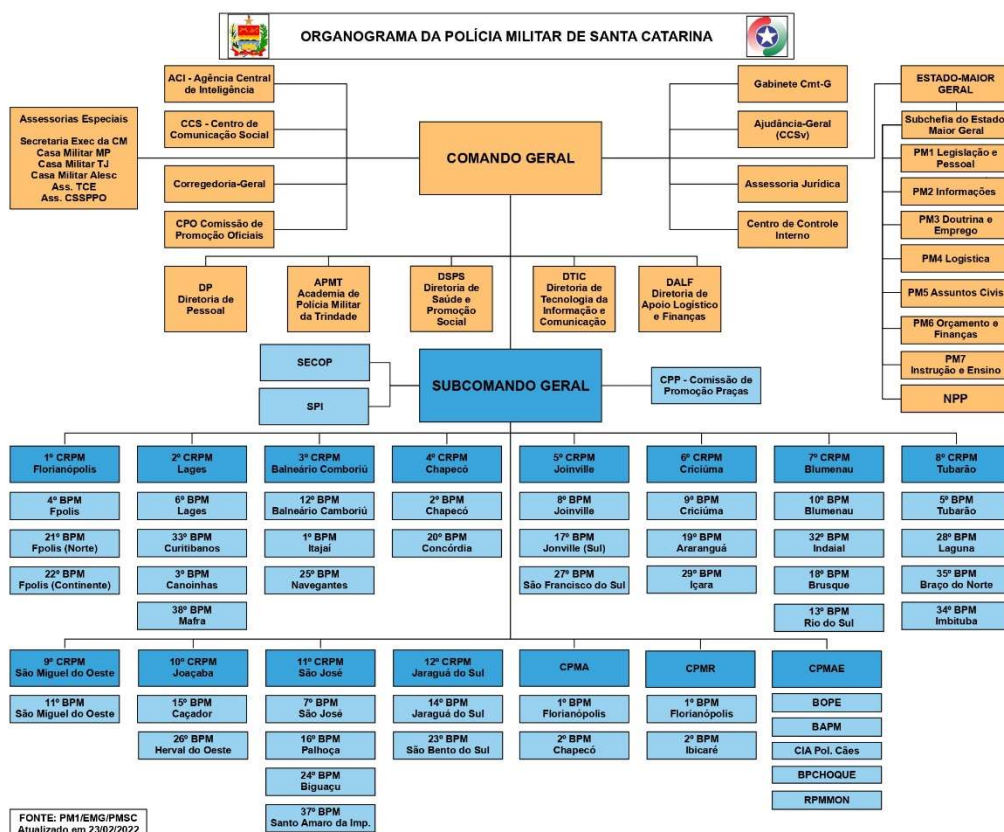 ORGANOGRAMA DA POLÍCIA MILITAR DE SANTA CATARINA
ACI - Agência Central
de Inteligência
CCS - Centro de
Comunicação Social
Corregedoria-Geral
CPO Comissão de
Promoção Oficiais
Assessorias Especiais
Secretaria Exec da CM
Casa Militar MP
Casa Militar TJ
Casa Militar Alesc
Ass. TCE
Ass. CSSPPO
COMANDO GERAL
Gabinete Cmt-G
Ajudância-Geral
(CCSv)
Assessoria Jurídica
Centro de Controle
Interno
ESTADO-MAIOR
GERAL
Subchefia do Estado
Maior Geral
PM1 Legislação e
Pessoal
PM2 Informações
PM3 Doutrina e
Emprego
PM4 Logística
PM5 Assuntos Civis
PM6 Orçamento e
Finanças
PM7
Instrução e Ensino
NPP
DP
Diretoria de
Pessoal
APMT
Academia de
Polícia Militar
da Trindade
DSPS
Diretoria de
Saúde e
Promoção
Social
DTIC
Diretoria de
Tecnologia da
Informação e
Comunicação
DALF
Diretoria de
Apoio Logístico
e Finanças
SECOP
SPI
SUBCOMANDO GERAL
CPP - Comissão de
Promoção Praças
1º CRPM
Florianópolis
4º BPM
Fpolis
21º BPM
Fpolis (Norte)
22º BPM
Fpolis (Continente)
2º CRPM
Lages
6º BPM
Lages
33º BPM
Curitibanos
3º BPM
Canoinhas
38º BPM
Mafra
3º CRPM
Balneário Comboriú
12º BPM
Balneário Camboriú
1º BPM
Itajaí
25º BPM
Navegantes
4º CRPM
Chapecó
2º BPM
Chapecó
20º BPM
Concórdia
5º CRPM
Joinville
8º BPM
Joinville
17º BPM
Jonville (Sul)
27º BPM
São Francisco do Sul
6º CRPM
Criciúma
9º BPM
Criciúma
19º BPM
Araranguá
29º BPM
Içara
7º CRPM
Blumenau
10º BPM
Blumenau
32º BPM
Indaial
18º BPM
Brusque
13º BPM
Rio do Sul
8º CRPM
Tubarão
5º BPM
Tubarão
28º BPM
Laguna
35º BPM
Braço do Norte
34º BPM
Imbituba
9º CRPM
São Miguel do Oeste
11º BPM
São Miguel do Oeste
10º CRPM
Joaçaba
15º BPM
Caçador
26º BPM
Herval do Oeste
11º CRPM
São José
7º BPM
São José
16º BPM
Palhoça
24º BPM
Biguaçu
37º BPM
Santo Amaro da Imp.
12º CRPM
Jaraguá do Sul
14º BPM
Jaraguá do Sul
23º BPM
São Bento do Sul
CPMA
1º BPM
Florianópolis
2º BPM
Chapecó
CPMR
1º BPM
Florianópolis
2º BPM
Ibicaré
CPMAE
BOPE
BAPM
CIA Pol. Cães
BPCHOQUE
RPMMON
FONTE: PM1/EMG/PMSC
Atualizado em 23/02/2022